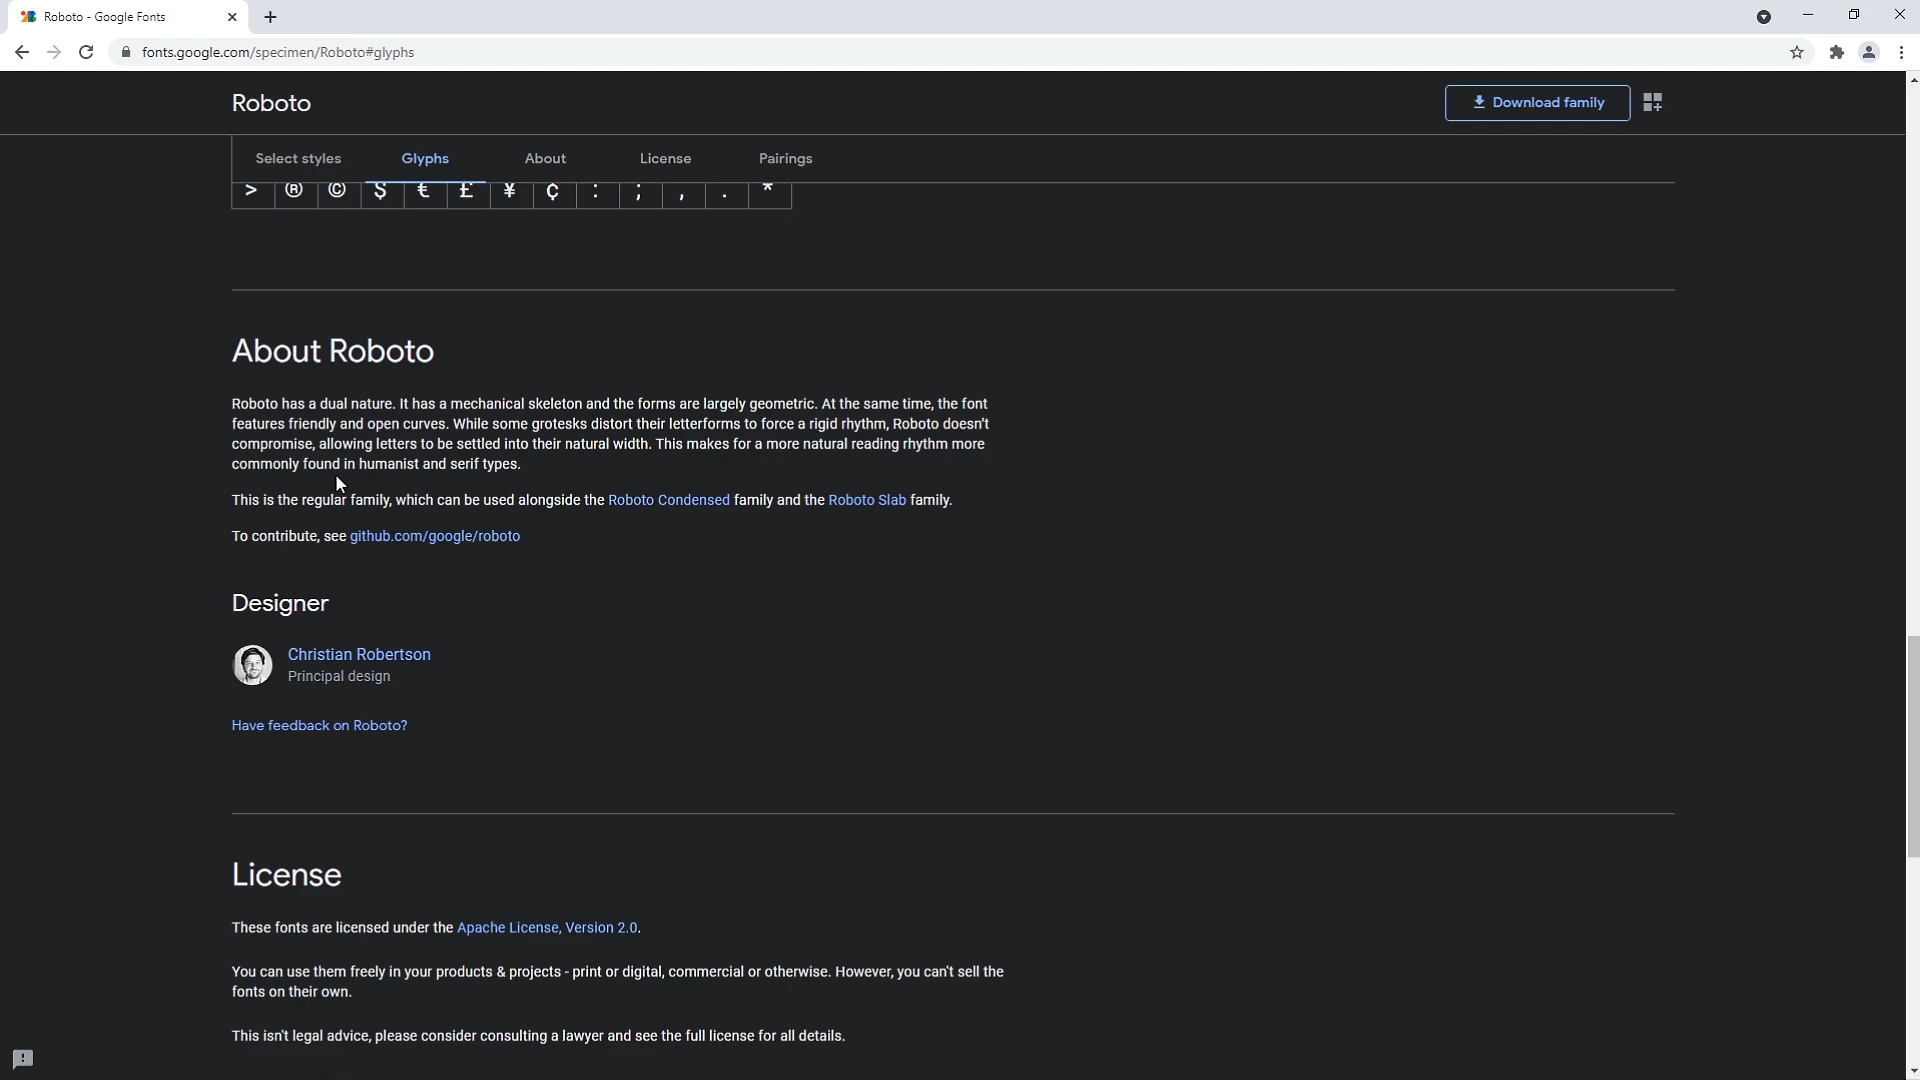 Roboto - Google Fonts
fonts.google.com/specimen/Roboto#glyphs
Roboto
Download family
Select styles Glyphs About License Pairings
> ® © $ € £ ¥ ¢ : ; , . *
About Roboto
Roboto has a dual nature. It has a mechanical skeleton and the forms are largely geometric. At the same time, the font
features friendly and open curves. While some grotesks distort their letterforms to force a rigid rhythm, Roboto doesn't
compromise, allowing letters to be settled into their natural width. This makes for a more natural reading rhythm more
commonly found in humanist and serif types.
This is the regular family, which can be used alongside the Roboto Condensed family and the Roboto Slab family.
To contribute, see github.com/google/roboto
Designer
Christian Robertson
Principal design
Have feedback on Roboto?
License
These fonts are licensed under the Apache License, Version 2.0.
You can use them freely in your products & projects - print or digital, commercial or otherwise. However, you can't sell the
fonts on their own.
This isn't legal advice, please consider consulting a lawyer and see the full license for all details.